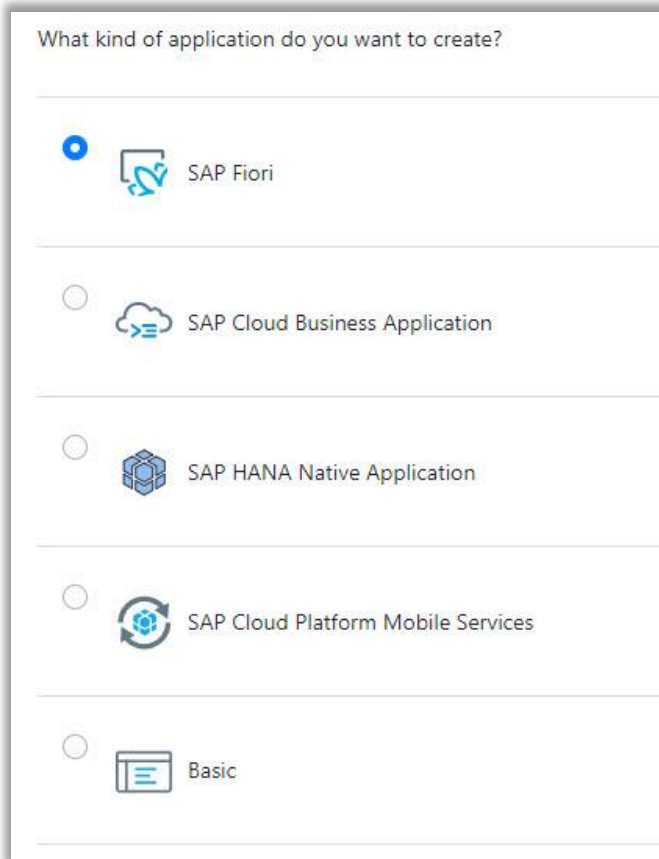 What kind of application do you want to create?
SAP Fiori
SAP Cloud Business Application
SAP HANA Native Application
SAP Cloud Platform Mobile Services
Basic